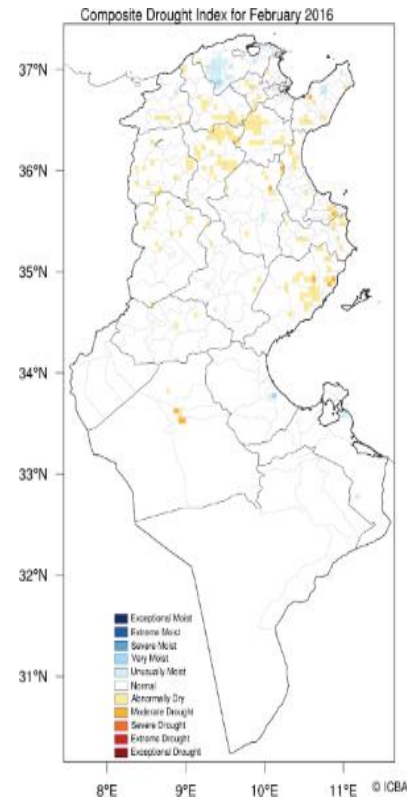 Composite Drought Index for February 2016
37°N
36°N
35°N
34°N
33°N
32°N
31°N
Exceptional Moist
Extreme Moist
Severe Moist
Very Moist
Unusually Moist
Normal
Abnormally Dry
Moderate Drought
Severe Drought
Extreme Drought
Exceptional Drought
8°E 9°E 10°E 11°E © ICBA